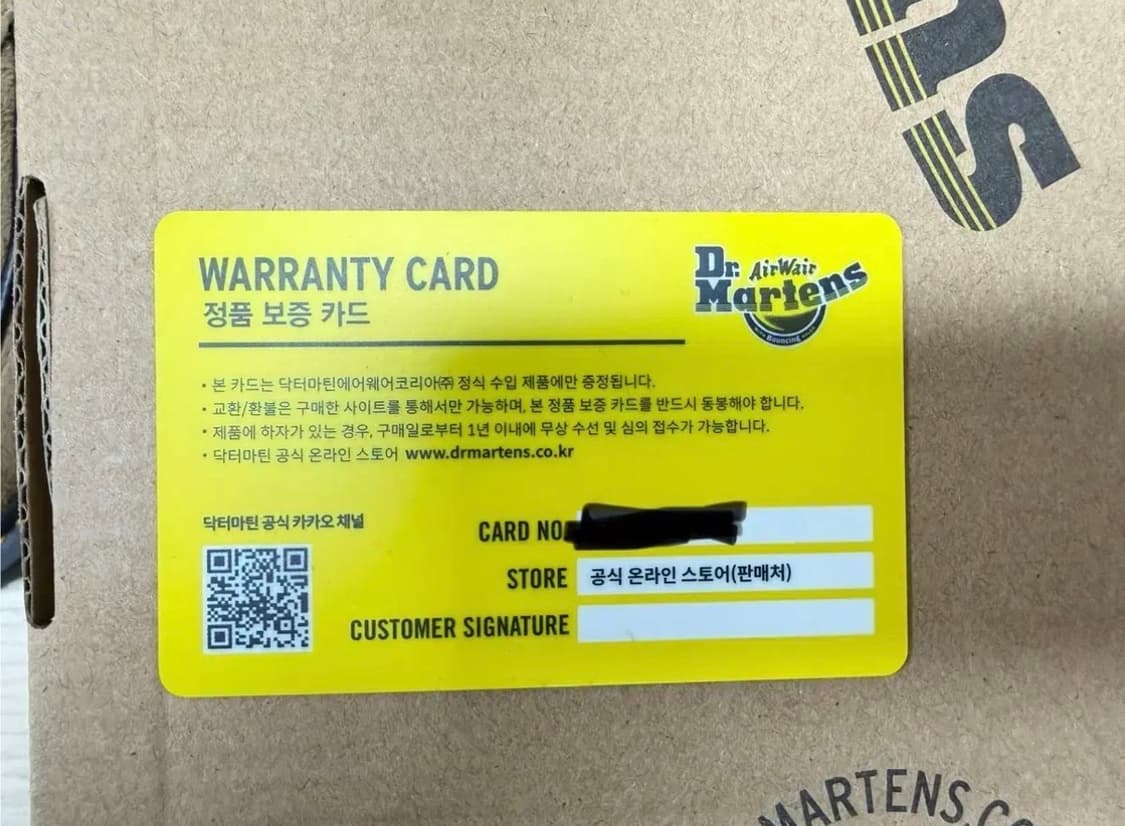 WARRANTY CARD
정품 보증 카드
Dr. AirWair
Martens
Bouncing
• 본 카드는 닥터마틴에어웨어코리아㈜ 정식 수입 제품에만 증정됩니다.
• 교환/환불은 구매한 사이트를 통해서만 가능하며, 본 정품 보증 카드를 반드시 동봉해야 합니다.
• 제품에 하자가 있는 경우, 구매일로부터 1년 이내에 무상 수선 및 심의 접수가 가능합니다.
• 닥터마틴 공식 온라인 스토어 www.drmartens.co.kr
닥터마틴 공식 카카오 채널
CARD NO
STORE 공식 온라인 스토어(판매처)
CUSTOMER SIGNATURE
MARTENS.CO